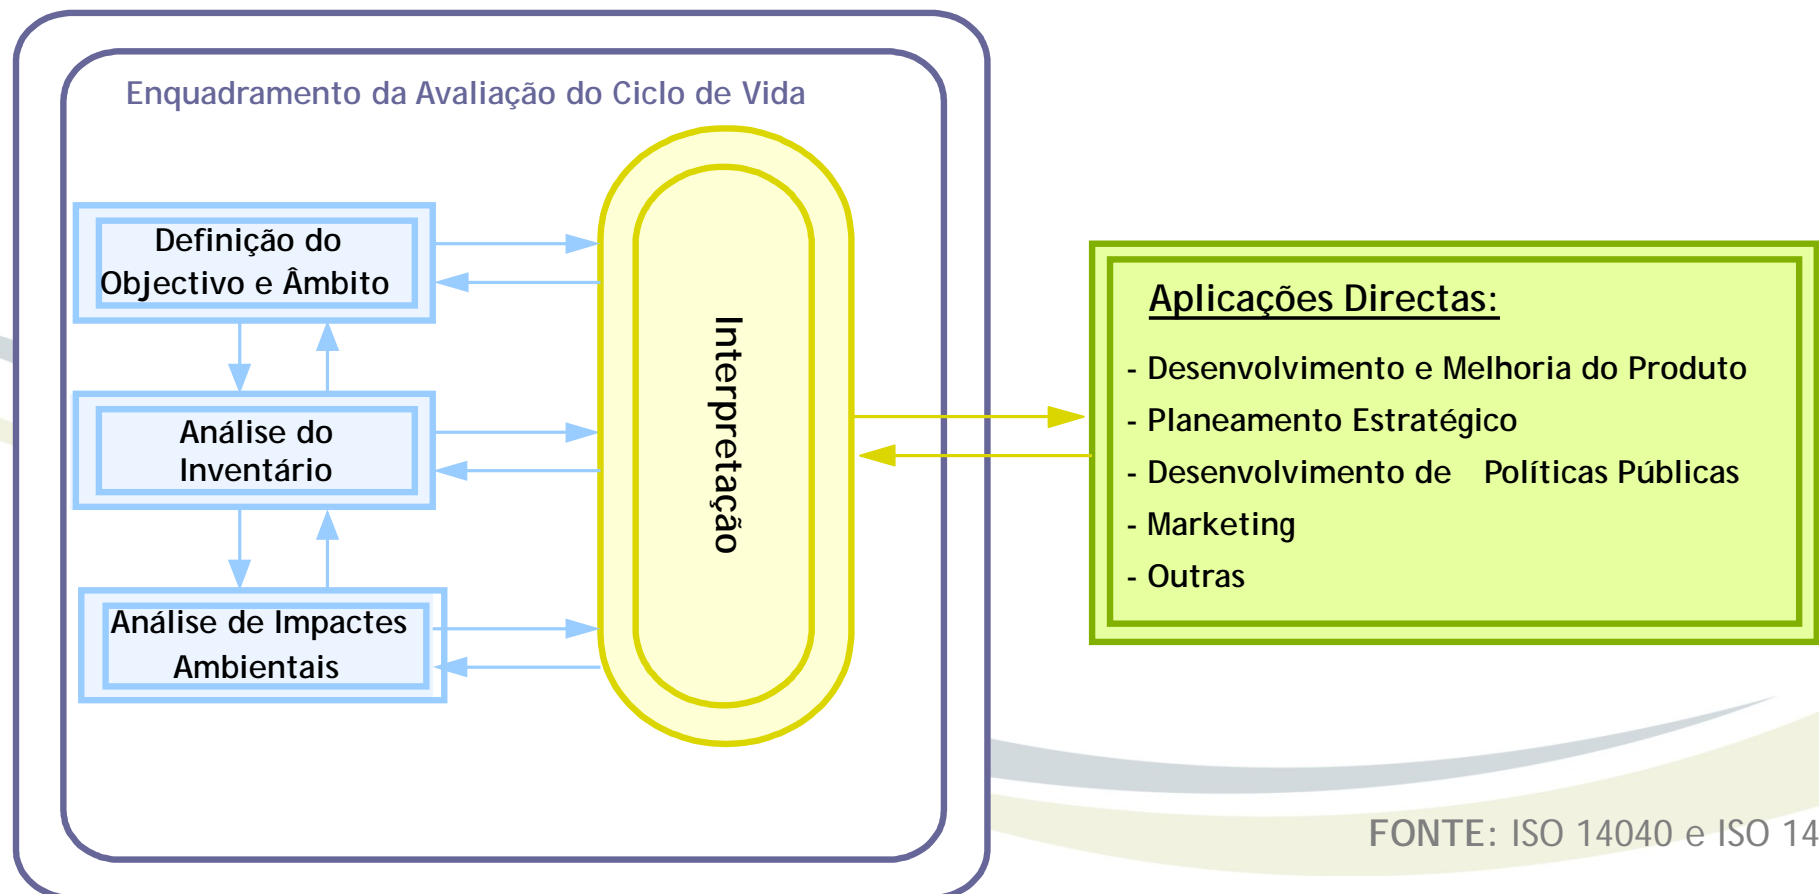 Enquadramento da Avaliação do Ciclo de Vida
Definição do
Objectivo e Âmbito
Análise do
Inventário
Análise de Impactes
Ambientais
Interpretação
Aplicações Directas:
- Desenvolvimento e Melhoria do Produto
- Planeamento Estratégico
- Desenvolvimento de Políticas Públicas
- Marketing
- Outras
FONTE: ISO 14040 e ISO 14